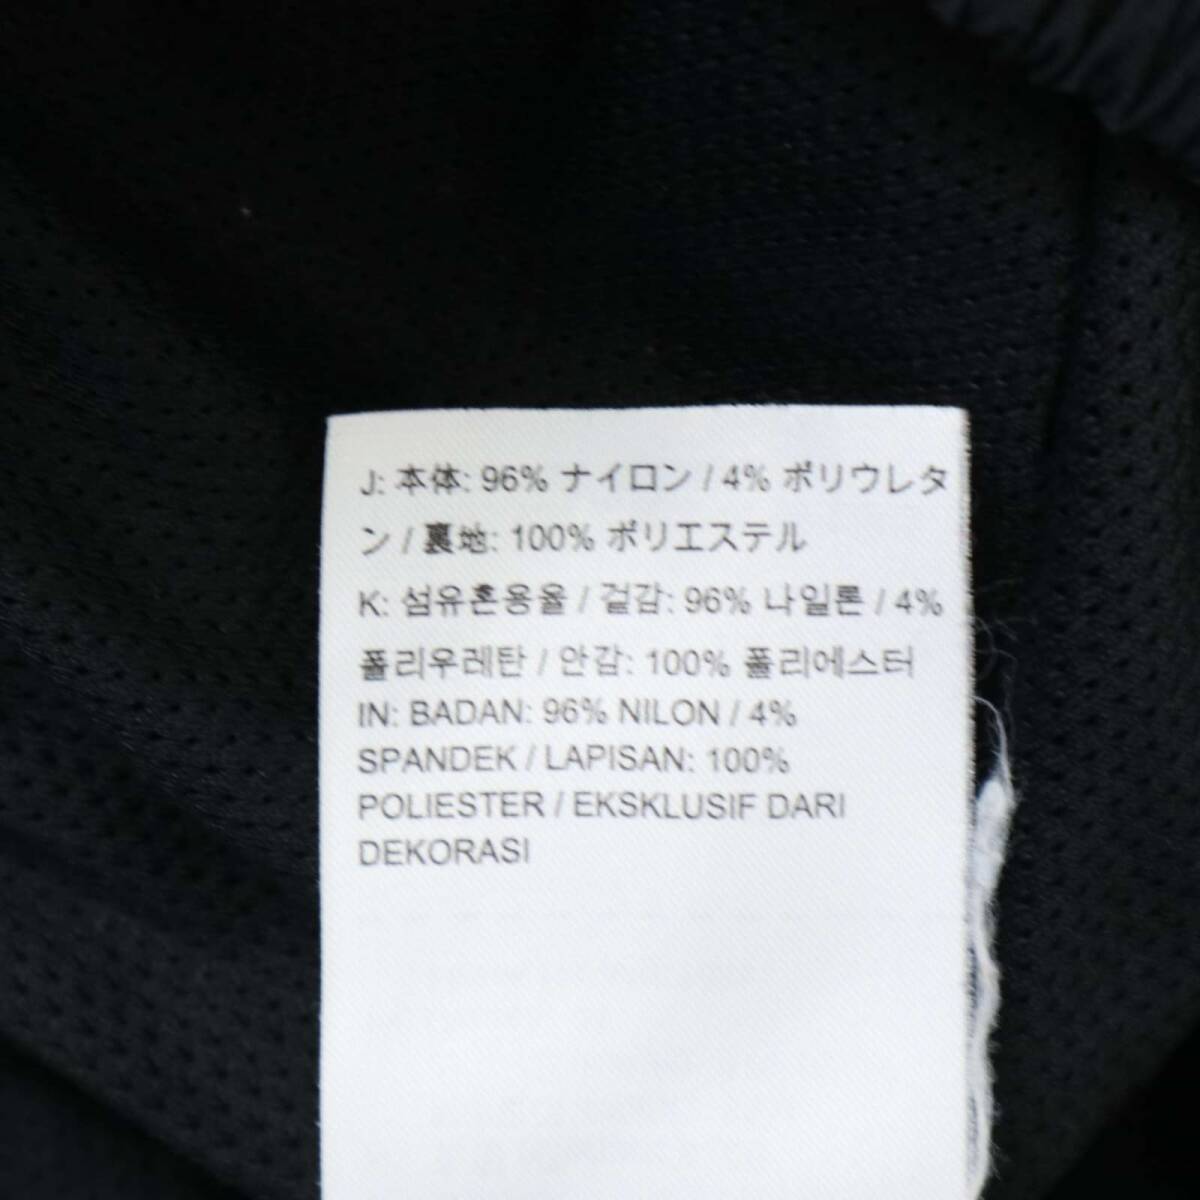 J: 本体: 96% ナイロン / 4% ポリウレタ
ン / 裏地: 100% ポリエステル
K: 섬유혼용율 / 겉감: 96% 나일론 / 4%
폴리우레탄 / 안감: 100% 폴리에스터
IN: BADAN: 96% NILON / 4%
SPANDEK / LAPISAN: 100%
POLIESTER / EKSKLUSIF DARI
DEKORASI